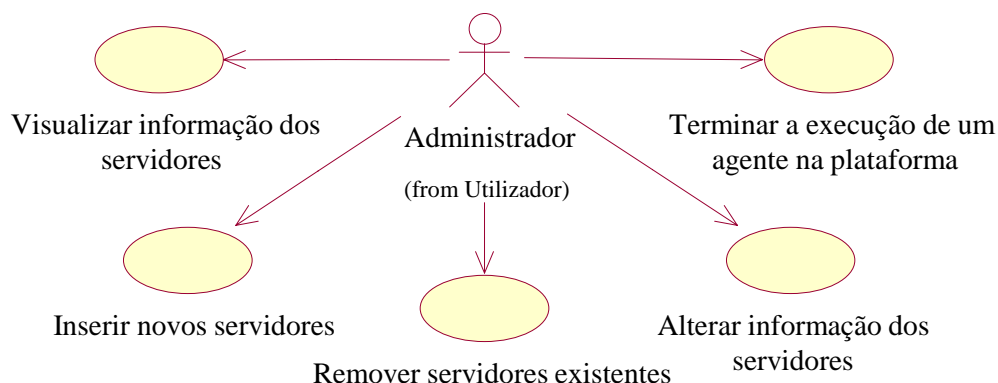 Visualizar informação dos
servidores
Administrador
(from Utilizador)
Terminar a execução de um
agente na plataforma
Inserir novos servidores
Remover servidores existentes
Alterar informação dos
servidores